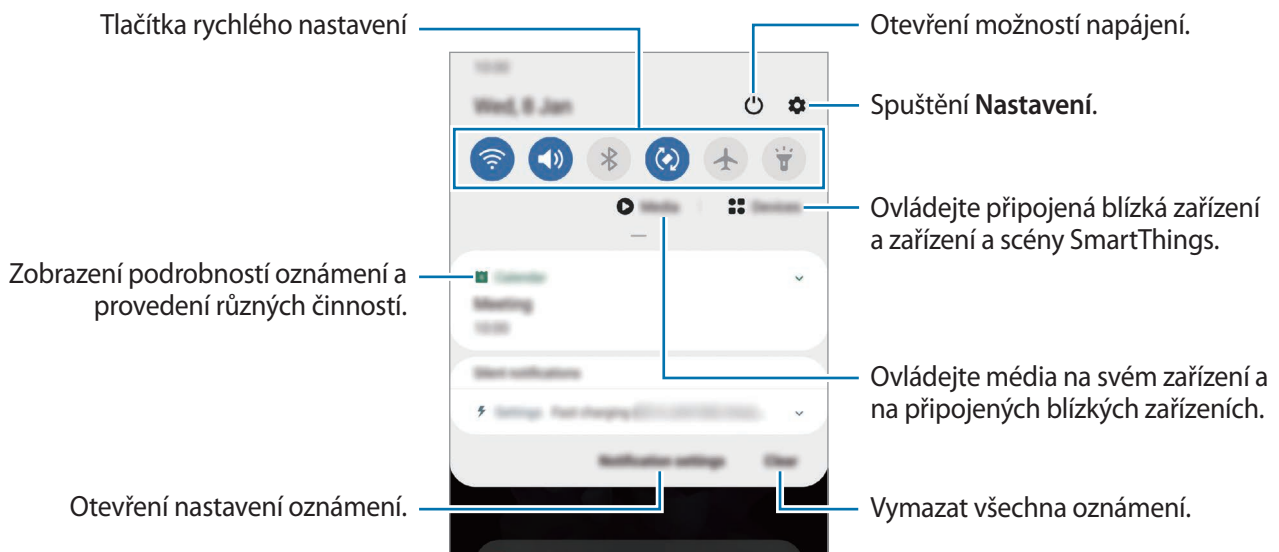 Tlačítka rychlého nastavení
Otevření možností napájení.
10:00
Wed, 8 Jan
Spuštění Nastavení.
Media
Devices
Ovládejte připojená blízká zařízení
a zařízení a scény SmartThings.
Zobrazení podrobností oznámení a
provedení různých činností.
Calendar
Meeting
10:00
Silent notifications
Settings Fast charging
Ovládejte média na svém zařízení a
na připojených blízkých zařízeních.
Notification settings
Clear
Otevření nastavení oznámení.
Vymazat všechna oznámení.